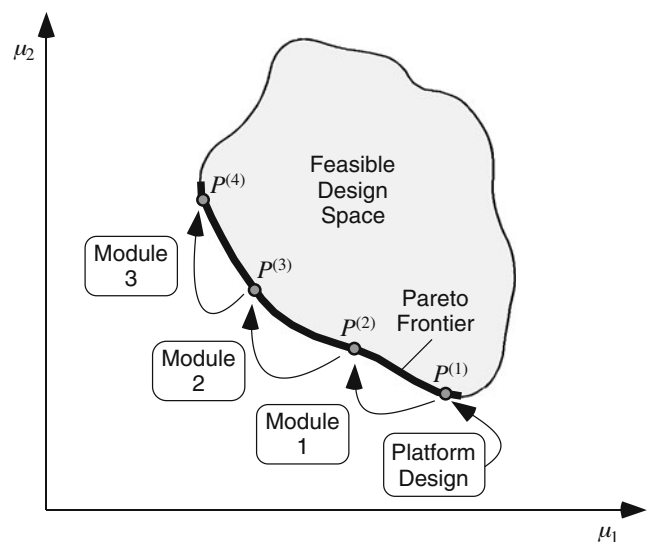 μ2
Feasible
Design
Space
P(4)
Module
3
P(3)
Pareto
Frontier
P(2)
Module
2
P(1)
Module
1
Platform
Design
μ1